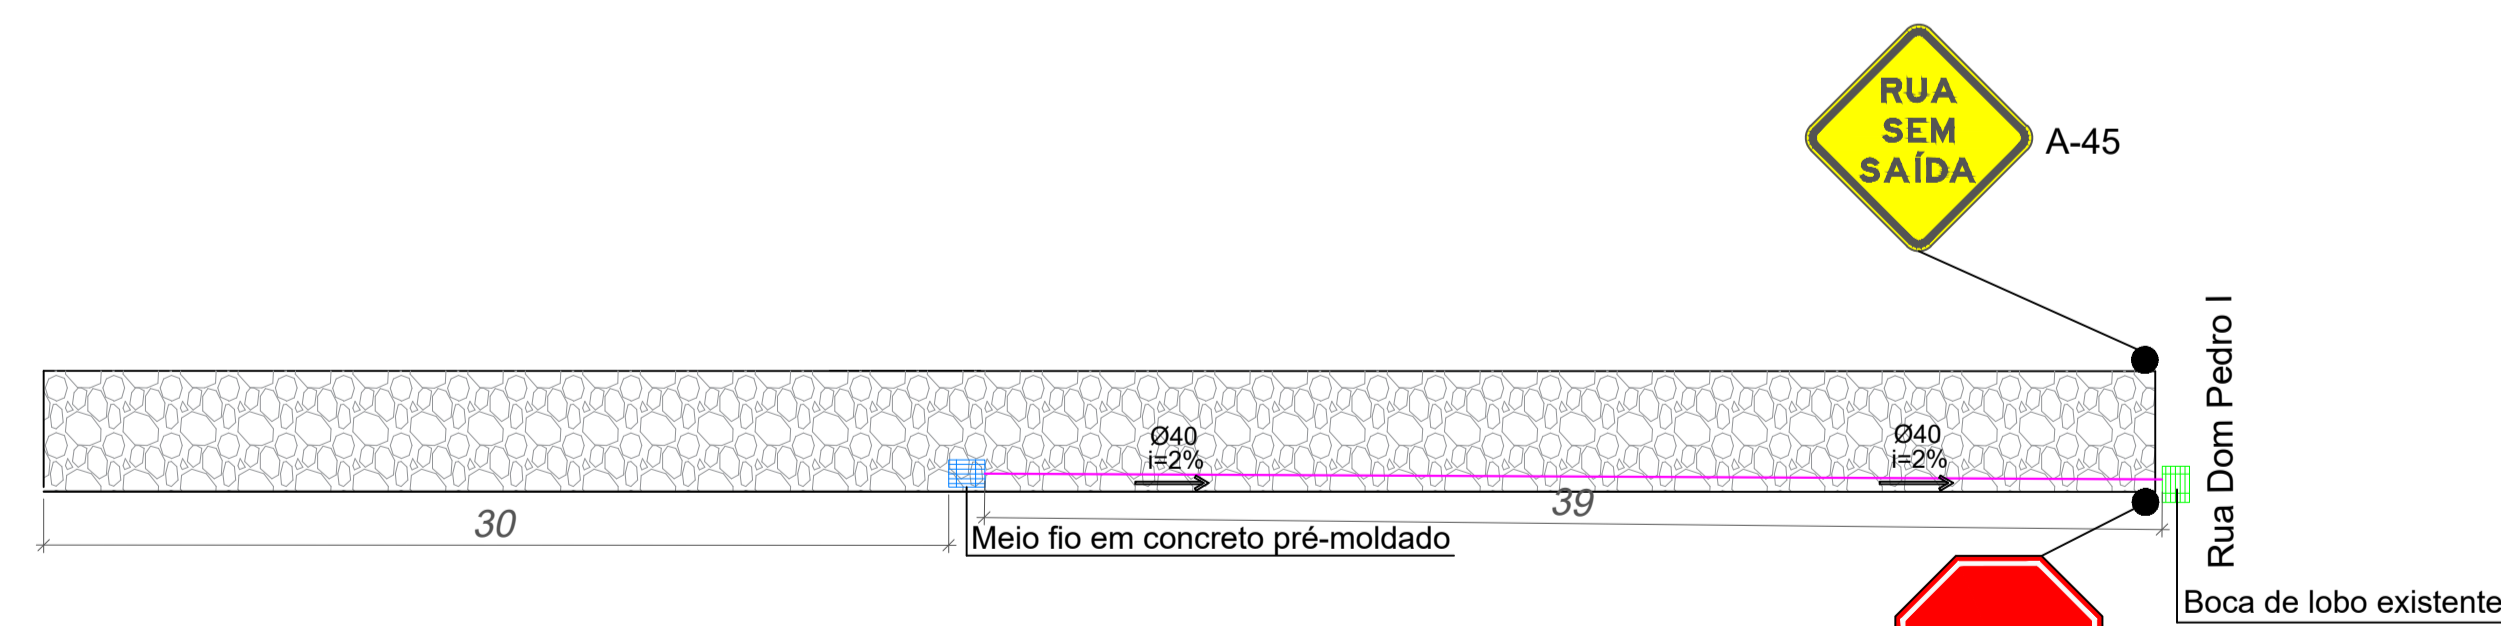 RUA
SEM
SAÍDA
A-45
Rua Dom Pedro I
Ø40
i=2%
Ø40
i=2%
30
39
Meio fio em concreto pré-moldado
Boca de lobo existente